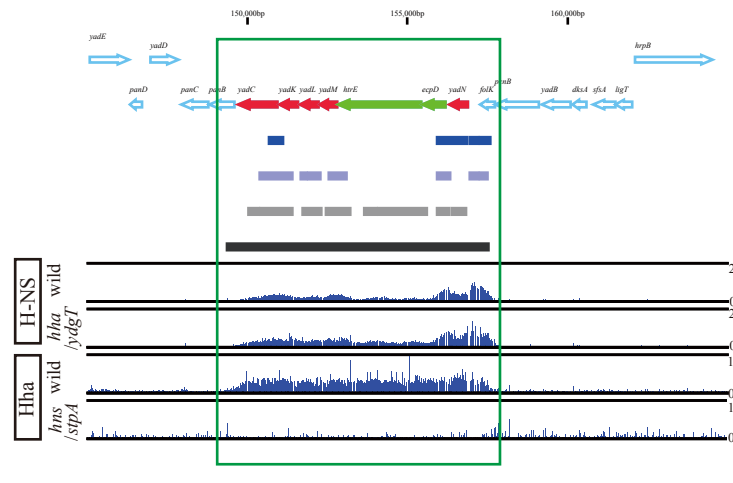 150,000bp 155,000bp 160,000bp
yadE yadD hrpB
panD panC panB yadC yadK yadL yadM htrE ecpD yadN folK pcnB yadB dksA sfsA ligT
H-NS
wild
2
0
hha
/ydgT
2
0
Hha
wild
1
0
hns
/stpA
1
0